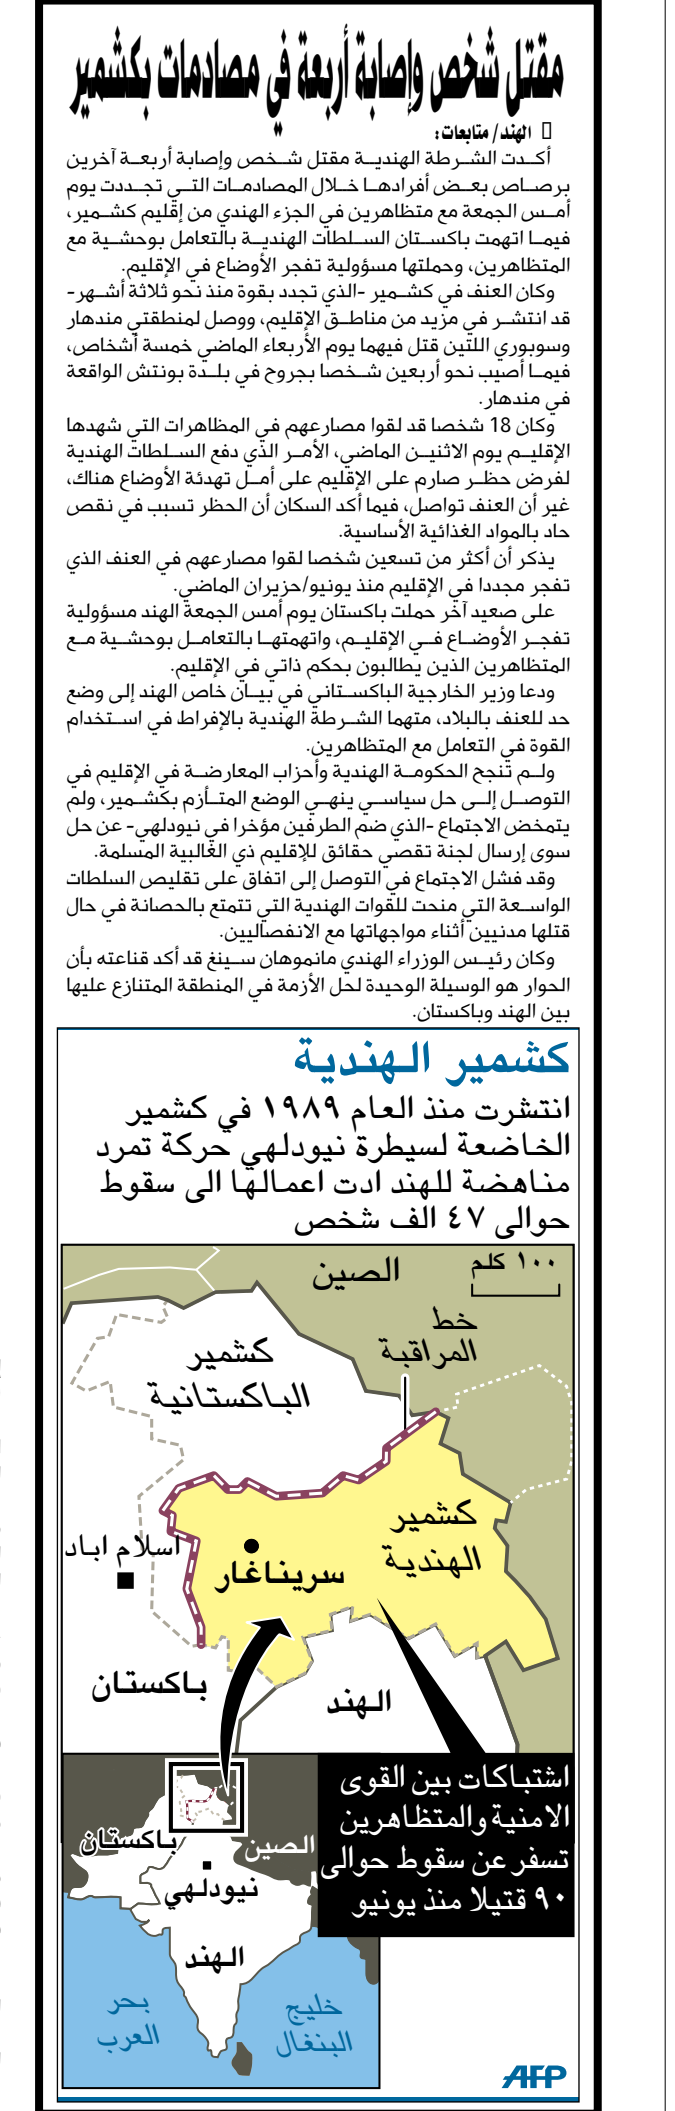 مقتل شخص وإصابة أربعة في مصادمات بكشمير
▯ الهند/ متابعات:
أكدت الشرطة الهندية مقتل شخص وإصابة أربعة آخرين
برصاص بعض أفرادها خلال المصادمات التي تجددت يوم
أمس الجمعة مع متظاهرين في الجزء الهندي من إقليم كشمير،
فيما اتهمت باكستان السلطات الهندية بالتعامل بوحشية مع
المتظاهرين، وحملتها مسؤولية تفجر الأوضاع في الإقليم.
وكان العنف في كشمير -الذي تجدد بقوة منذ نحو ثلاثة أشهر-
قد انتشر في مزيد من مناطق الإقليم، ووصل لمنطقتي مندهار
وسوبوري اللتين قتل فيهما يوم الأربعاء الماضي خمسة أشخاص،
فيما أصيب نحو أربعين شخصا بجروح في بلدة بونتش الواقعة
في مندهار.
وكان 18 شخصا قد لقوا مصارعهم في المظاهرات التي شهدها
الإقليم يوم الاثنين الماضي، الأمر الذي دفع السلطات الهندية
لفرض حظر صارم على الإقليم على أمل تهدئة الأوضاع هناك،
غير أن العنف تواصل، فيما أكد السكان أن الحظر تسبب في نقص
حاد بالمواد الغذائية الأساسية.
يذكر أن أكثر من تسعين شخصا لقوا مصارعهم في العنف الذي
تفجر مجددا في الإقليم منذ يونيو/حزيران الماضي.
على صعيد آخر حملت باكستان يوم أمس الجمعة الهند مسؤولية
تفجر الأوضاع في الإقليم، واتهمتها بالتعامل بوحشية مع
المتظاهرين الذين يطالبون بحكم ذاتي في الإقليم.
ودعا وزير الخارجية الباكستاني في بيان خاص الهند إلى وضع
حد للعنف بالبلاد، متهما الشرطة الهندية بالإفراط في استخدام
القوة في التعامل مع المتظاهرين.
ولم تنجح الحكومة الهندية وأحزاب المعارضة في الإقليم في
التوصل إلى حل سياسي ينهي الوضع المتأزم بكشمير، ولم
يتمخض الاجتماع -الذي ضم الطرفين مؤخرا في نيودلهي- عن حل
سوى إرسال لجنة تقصي حقائق للإقليم ذي الغالبية المسلمة.
وقد فشل الاجتماع في التوصل إلى اتفاق على تقليص السلطات
الواسعة التي منحت للقوات الهندية التي تتمتع بالحصانة في حال
قتلها مدنيين أثناء مواجهاتها مع الانفصاليين.
وكان رئيس الوزراء الهندي مانموهان سينغ قد أكد قناعته بأن
الحوار هو الوسيلة الوحيدة لحل الأزمة في المنطقة المتنازع عليها
بين الهند وباكستان.
كشمير الهندية
انتشرت منذ العام ١٩٨٩ في كشمير
الخاضعة لسيطرة نيودلهي حركة تمرد
مناهضة للهند ادت اعمالها الى سقوط
حوالى ٤٧ الف شخص
١٠٠ كلم
الصين
خط
المراقبة
كشمير
الباكستانية
كشمير
الهندية
اسلام اباد
سريناغار
باكستان
الهند
اشتباكات بين القوى
الامنية والمتظاهرين
تسفر عن سقوط حوالى
٩٠ قتيلا منذ يونيو
باكستان
الصين
نيودلهي
الهند
بحر
العرب
خليج
البنغال
AFP